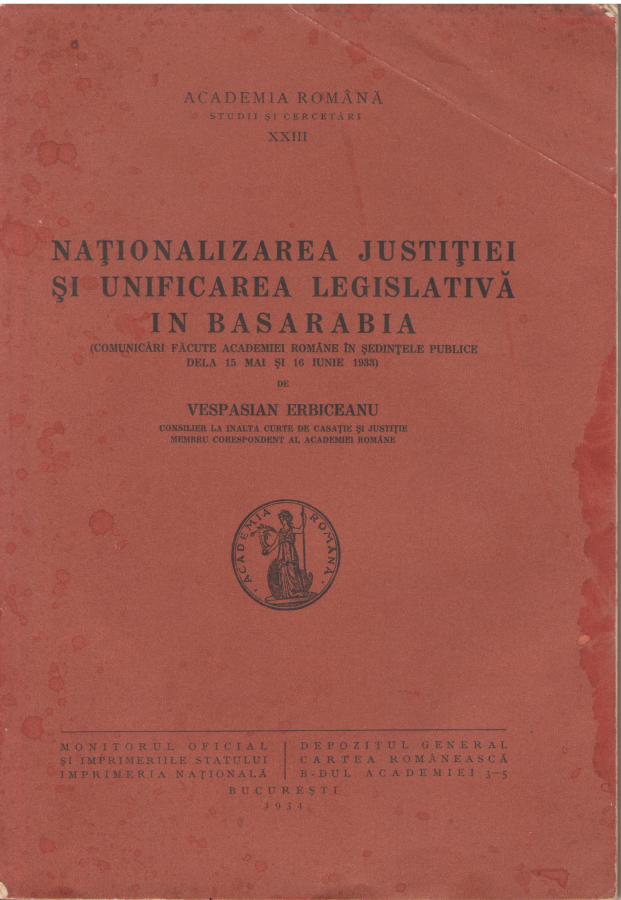 ACADEMIA ROMÂNĂ
STUDII ȘI CERCETĂRI
XXIII
NAŢIONALIZAREA JUSTIŢIEI
ŞI UNIFICAREA LEGISLATIVĂ
IN BASARABIA
(COMUNICĂRI FĂCUTE ACADEMIEI ROMÂNE ÎN ŞEDINŢELE PUBLICE
DELA 15 MAI ŞI 16 IUNIE 1933)
DE
VESPASIAN ERBICEANU
CONSILIER LA INALTA CURTE DE CASAŢIE ŞI JUSTIŢIE
MEMBRU CORESPONDENT AL ACADEMIEI ROMÂNE
· ACADEMIA ROMÂNĂ ·
MONITORUL OFICIAL
ŞI IMPRIMERIILE STATULUI
IMPRIMERIA NAŢIONALĂ
DEPOZITUL GENERAL
CARTEA ROMÂNEASCĂ
B-DUL ACADEMIEI 3—5
BUCUREŞTI
1934